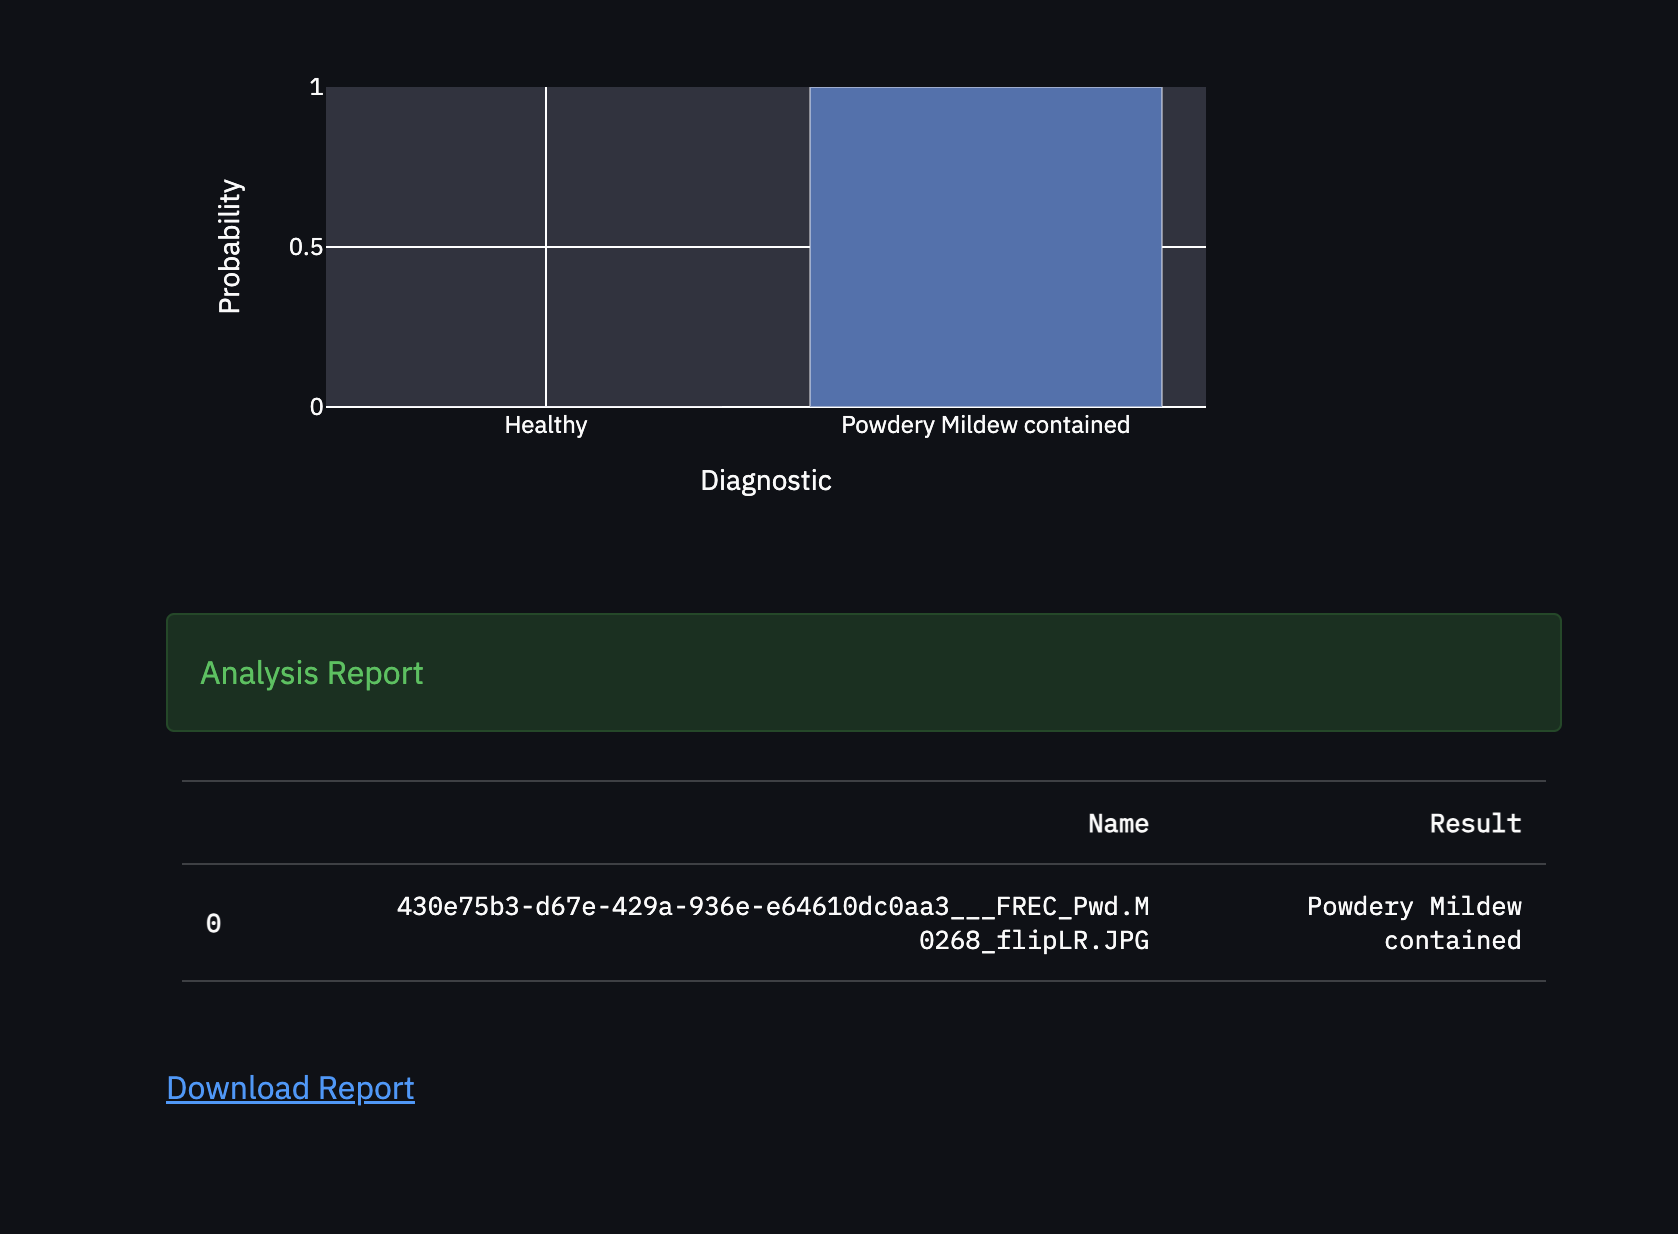 1
0.5
0
Probability
Healthy
Powdery Mildew contained
Diagnostic
Analysis Report
Name Result
0 430e75b3-d67e-429a-936e-e64610dc0aa3___FREC_Pwd.M Powdery Mildew
0268_flipLR.JPG contained
Download Report